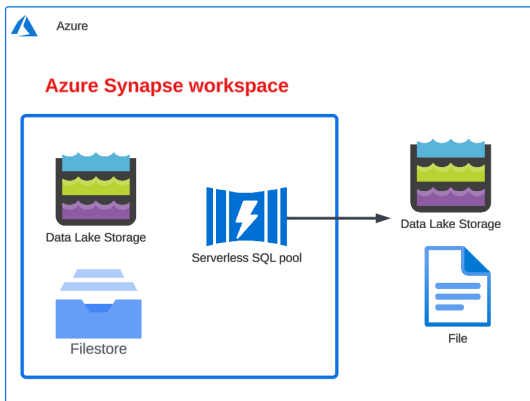 Azure
Azure Synapse workspace
Data Lake Storage
Serverless SQL pool
Filestore
Data Lake Storage
File